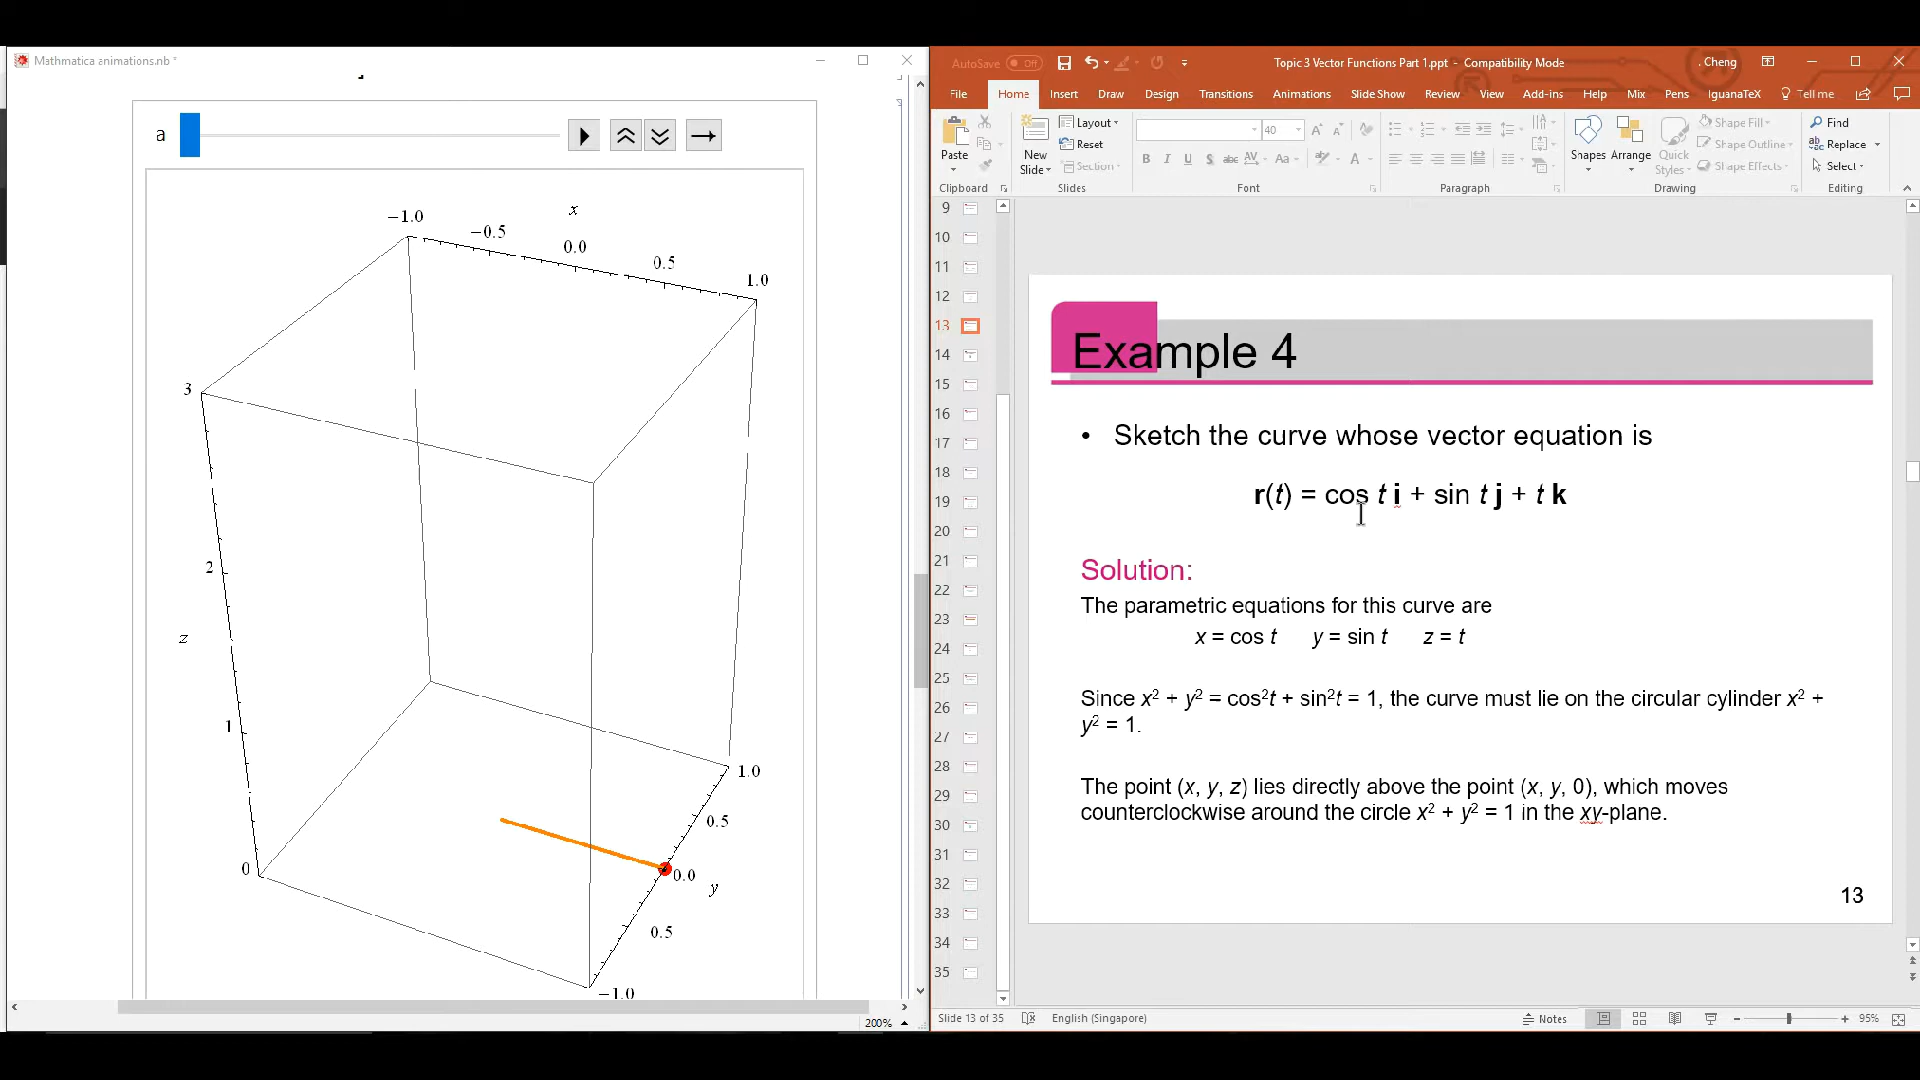 Mathmatica animations.nb *
a
x
−1.0
−0.5
0.0
0.5
1.0
3
2
z
1
0
1.0
0.5
0.0
y
0.5
−1.0
200%
AutoSave Off
Topic 3 Vector Functions Part 1.ppt - Compatibility Mode
. Cheng
File Home Insert Draw Design Transitions Animations Slide Show Review View Add-ins Help Mix Pens IguanaTeX Tell me
Paste
Clipboard
New
Slide
Layout
Reset
Section
Slides
40
B I U S abc AV Aa A
Font
Paragraph
Shapes
Arrange
Quick
Styles
Shape Fill
Shape Outline
Shape Effects
Drawing
Find
Replace
Select
Editing
9
10
11
12
13
14
15
16
17
18
19
20
21
22
23
24
25
26
27
28
29
30
31
32
33
34
35
Example 4
• Sketch the curve whose vector equation is
r(t) = cos t i + sin t j + t k
Solution:
The parametric equations for this curve are
x = cos t y = sin t z = t
Since x² + y² = cos²t + sin²t = 1, the curve must lie on the circular cylinder x² +
y² = 1.
The point (x, y, z) lies directly above the point (x, y, 0), which moves
counterclockwise around the circle x² + y² = 1 in the xy-plane.
13
Slide 13 of 35
English (Singapore)
Notes
95%